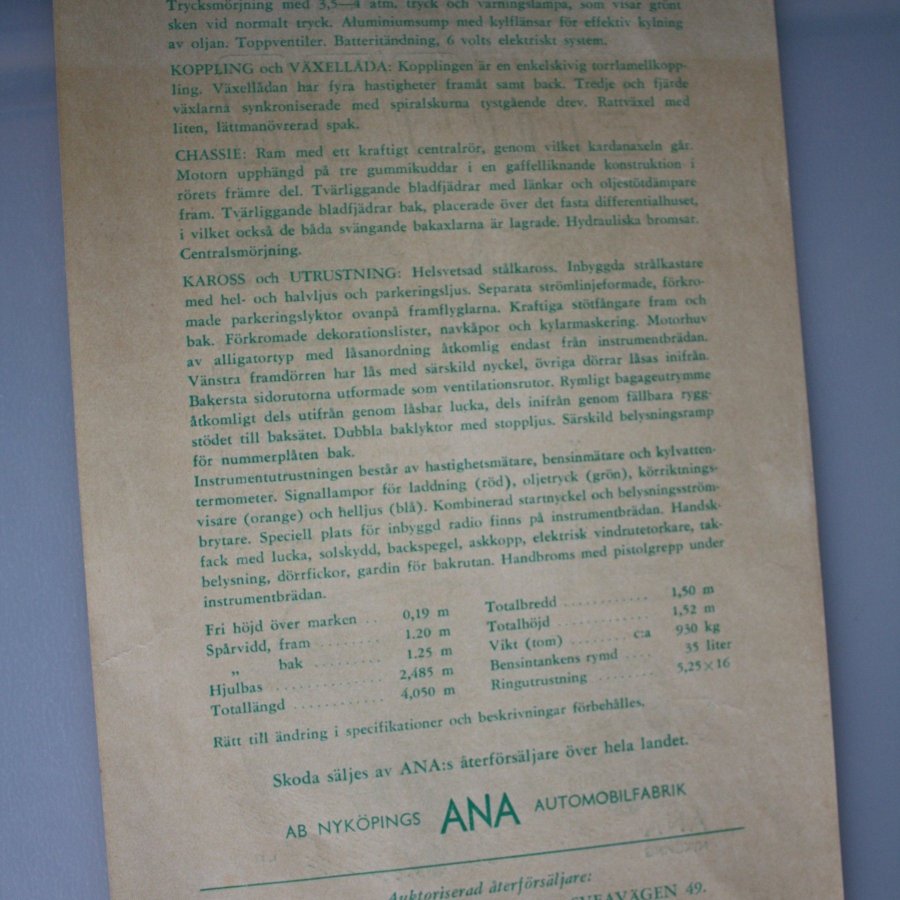 Trycksmörjning med 3,5—4 atm. tryck och varningslampa, som visar grönt
sken vid normalt tryck. Aluminiumsump med kylflänsar för effektiv kylning
av oljan. Toppventiler. Batteritändning, 6 volts elektriskt system.
KOPPLING och VÄXELLÅDA: Kopplingen är en enkelskivig torrlamellkopp-
ling. Växellådan har fyra hastigheter framåt samt back. Tredje och fjärde
växlarna synkroniserade med spiralskurna tystgående drev. Rattväxel med
liten, lättmanövrerad spak.
CHASSIE: Ram med ett kraftigt centralrör, genom vilket kardanaxeln går.
Motorn upphängd på tre gummikuddar i en gaffelliknande konstruktion i
rörets främre del. Tvärliggande bladfjädrar med länkar och oljestötdämpare
fram. Tvärliggande bladfjädrar bak, placerade över det fasta differentialhuset,
i vilket också de båda svängande bakaxlarna är lagrade. Hydrauliska bromsar.
Centralsmörjning.
KAROSS och UTRUSTNING: Helsvetsad stålkaross. Inbyggda strålkastare
med hel- och halvljus och parkeringsljus. Separata strömlinjeformade, förkro-
made parkeringslyktor ovanpå framflyglarna. Kraftiga stötfångare fram och
bak. Förkromade dekorationslister, navkåpor och kylarmaskering. Motorhuv
av alligatortyp med låsanordning åtkomlig endast från instrumentbrädan.
Vänstra framdörren har lås med särskild nyckel, övriga dörrar låsas inifrån.
Bakersta sidorutorna utformade som ventilationsrutor. Rymligt bagageutrymme
åtkomligt dels utifrån genom låsbar lucka, dels inifrån genom fällbara rygg-
stödet till baksätet. Dubbla baklyktor med stoppljus. Särskild belysningsramp
för nummerplåten bak.
Instrumentutrustningen består av hastighetsmätare, bensinmätare och kylvatten-
termometer. Signallampor för laddning (röd), oljetryck (grön), körriktnings-
visare (orange) och helljus (blå). Kombinerad startnyckel och belysningsström-
brytare. Speciell plats för inbyggd radio finns på instrumentbrädan. Handsk-
fack med lucka, solskydd, backspegel, askkopp, elektrisk vindrutetorkare, tak-
belysning, dörrfickor, gardin för bakrutan. Handbroms med pistolgrepp under
instrumentbrädan.
Fri höjd över marken .. 0,19 m
Spårvidd, fram ......... 1.20 m
„ bak ......... 1.25 m
Hjulbas .............. 2,485 m
Totallängd ........... 4,050 m
Totalbredd ........... 1,50 m
Totalhöjd ............ 1,52 m
Vikt (tom) ....... c:a 930 kg
Bensintankens rymd .... 35 liter
Ringutrustning ........ 5,25×16
Rätt till ändring i specifikationer och beskrivningar förbehålles.
Skoda säljes av ANA:s återförsäljare över hela landet.
AB NYKÖPINGS ANA AUTOMOBILFABRIK
Auktoriserad återförsäljare:
49.